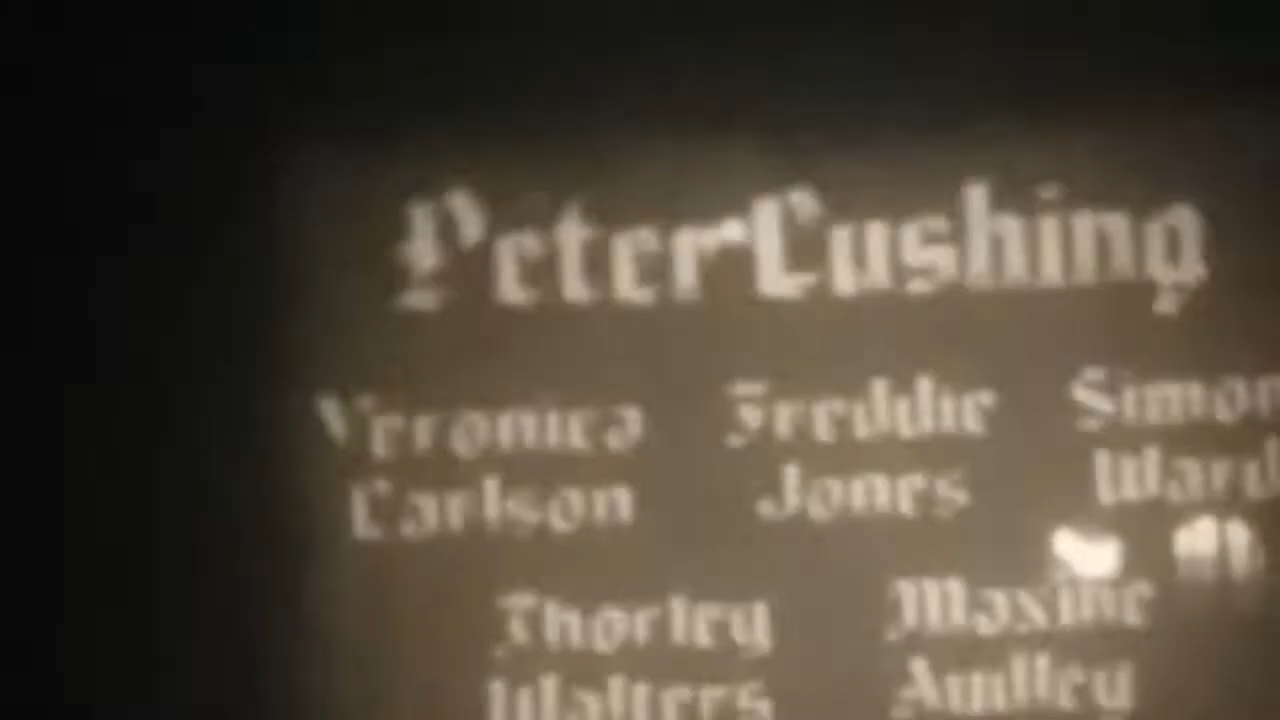 Peter Cushing
Veronica Freddie Simon
Carlson Jones Ward
Thorley Maxine
Walters Audley